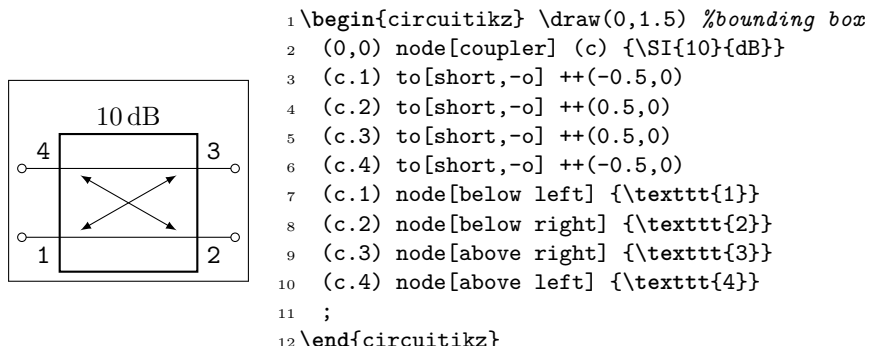 10 dB
4 3
1 2
1 \begin{circuitikz} \draw(0,1.5) %bounding box
2 (0,0) node[coupler] (c) {\SI{10}{dB}}
3 (c.1) to[short,-o] ++(-0.5,0)
4 (c.2) to[short,-o] ++(0.5,0)
5 (c.3) to[short,-o] ++(0.5,0)
6 (c.4) to[short,-o] ++(-0.5,0)
7 (c.1) node[below left] {\texttt{1}}
8 (c.2) node[below right] {\texttt{2}}
9 (c.3) node[above right] {\texttt{3}}
10 (c.4) node[above left] {\texttt{4}}
11 ;
12 \end{circuitikz}